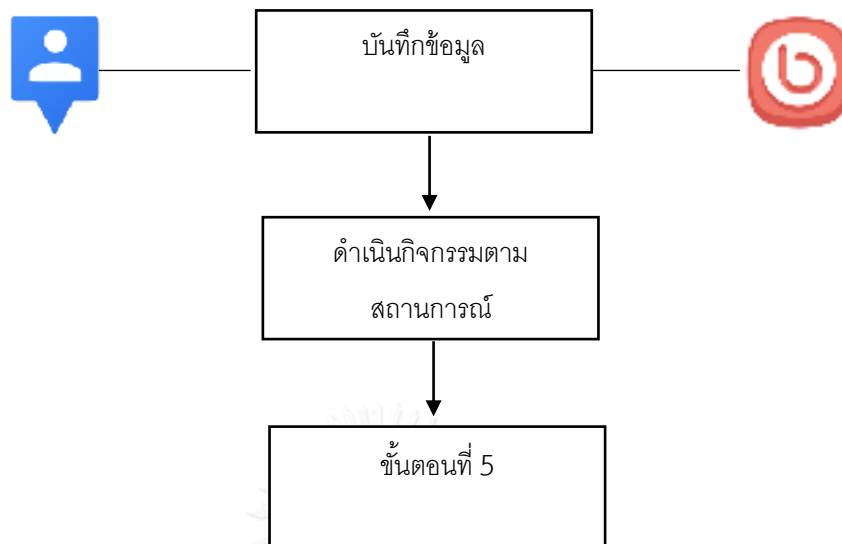 บันทึกข้อมูล
ดำเนินกิจกรรมตาม
สถานการณ์
ขั้นตอนที่ 5